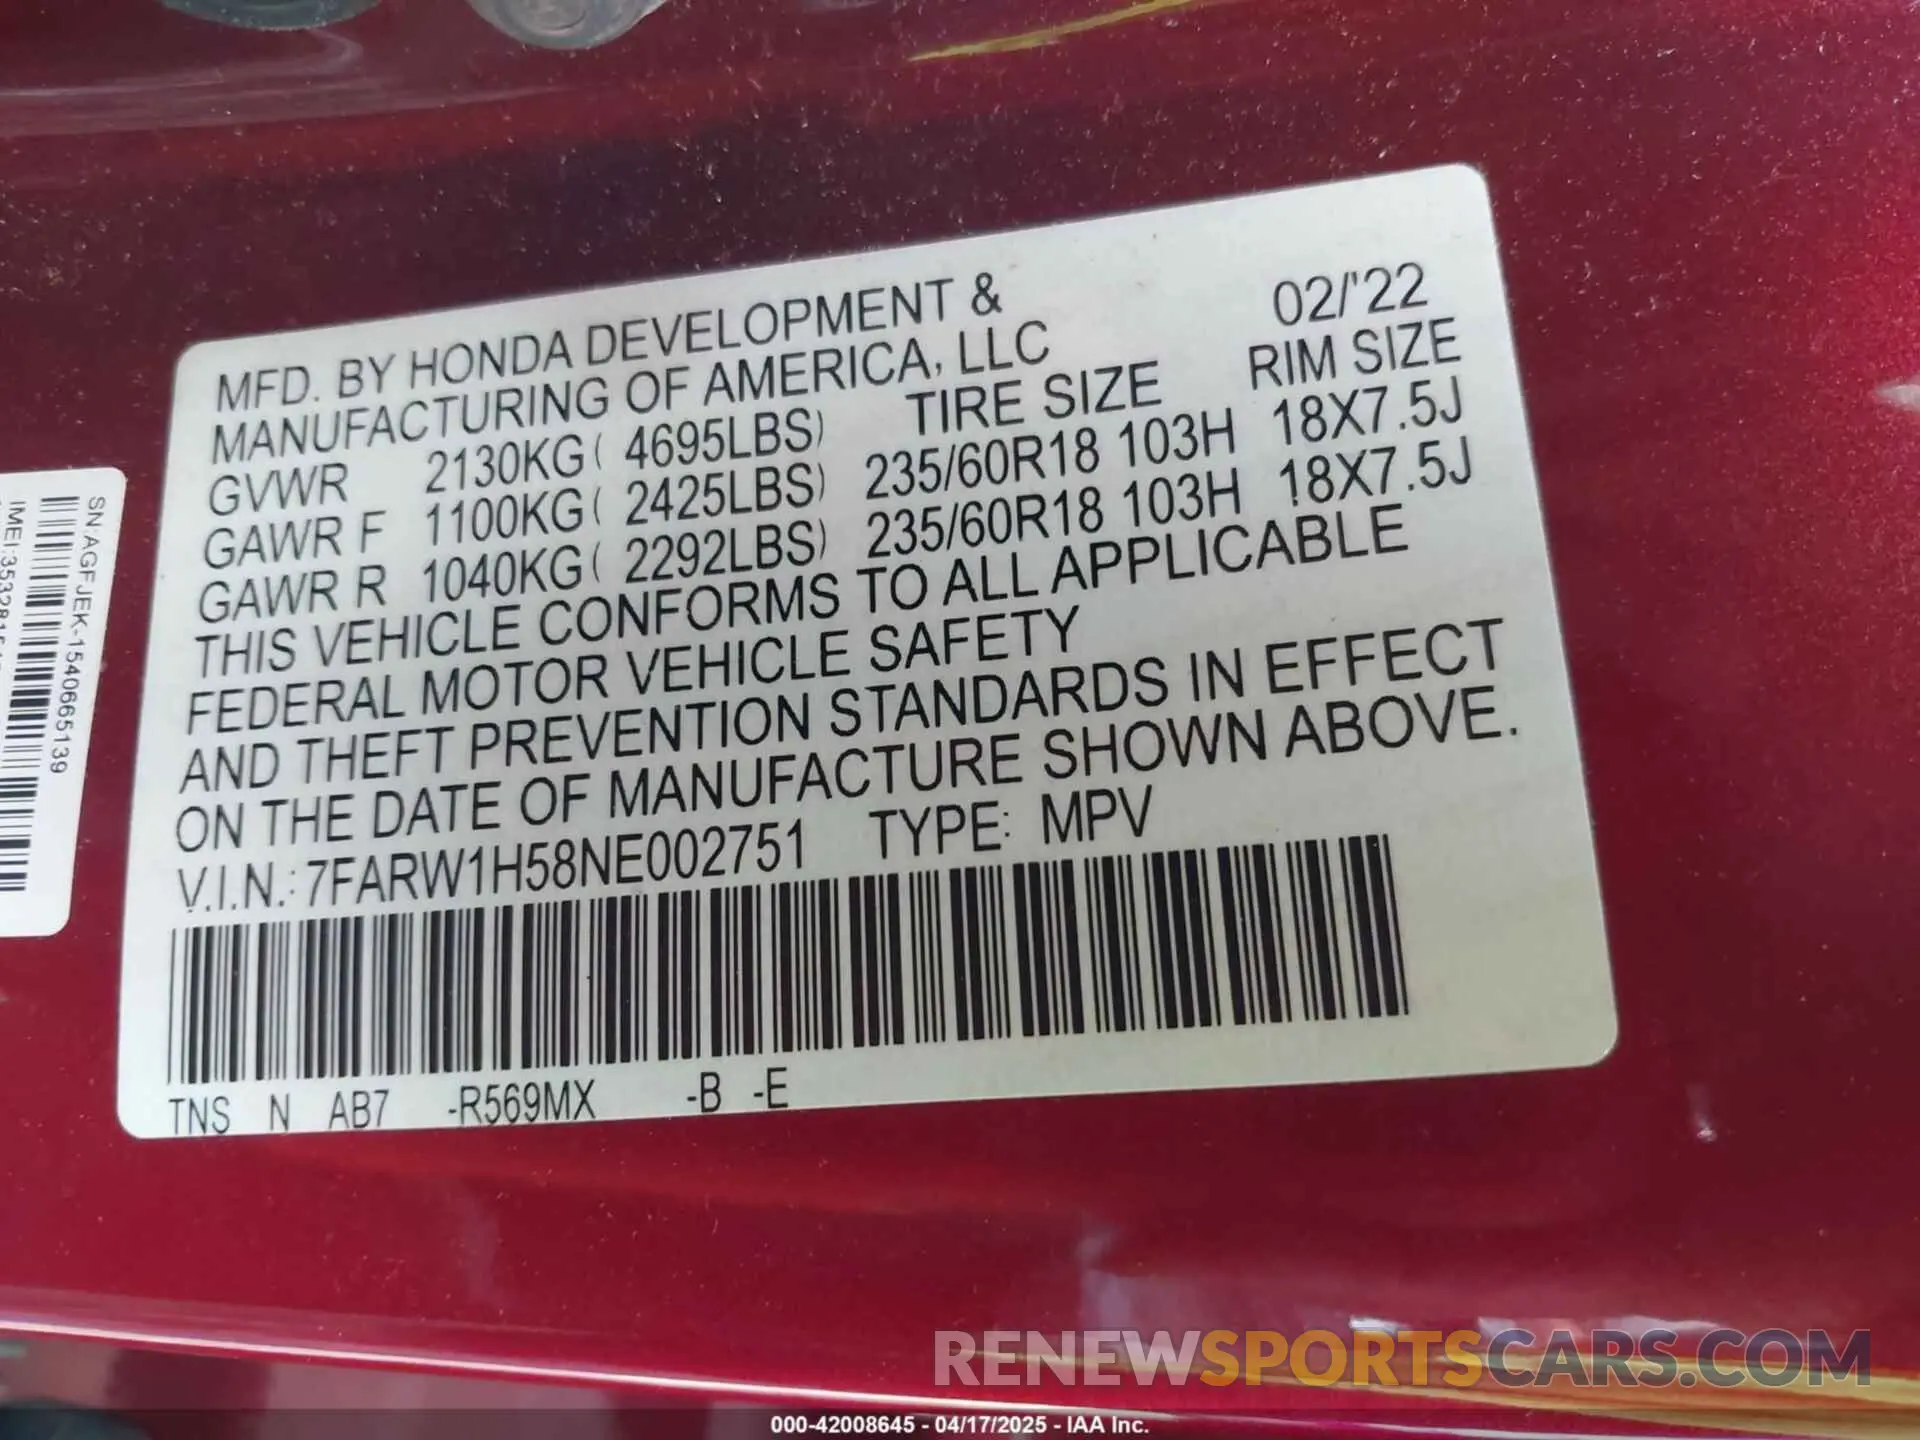 MFD. BY HONDA DEVELOPMENT & 02/'22
MANUFACTURING OF AMERICA, LLC
TIRE SIZE RIM SIZE
GVWR 2130KG( 4695LBS)
GAWR F 1100KG( 2425LBS) 235/60R18 103H 18X7.5J
GAWR R 1040KG( 2292LBS) 235/60R18 103H 18X7.5J
THIS VEHICLE CONFORMS TO ALL APPLICABLE
FEDERAL MOTOR VEHICLE SAFETY
AND THEFT PREVENTION STANDARDS IN EFFECT
ON THE DATE OF MANUFACTURE SHOWN ABOVE.
V.I.N.: 7FARW1H58NE002751 TYPE: MPV
TNS N AB7 -R569MX -B -E
SN:AGFJEK-1540665139
IMEI:
RENEWSPORTSCARS.COM
000-42008645 - 04/17/2025 - IAA Inc.